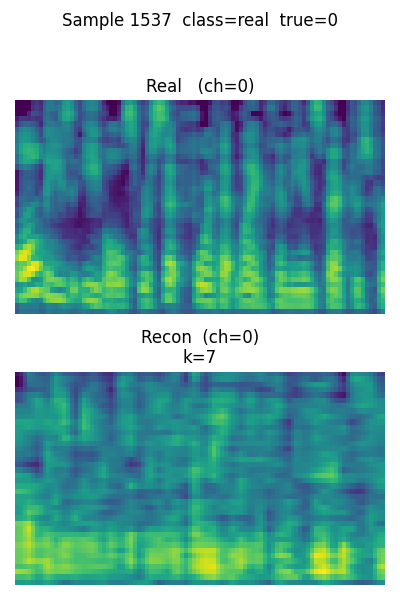 Sample 1537  class=real  true=0
Real   (ch=0)
Recon  (ch=0)
k=7